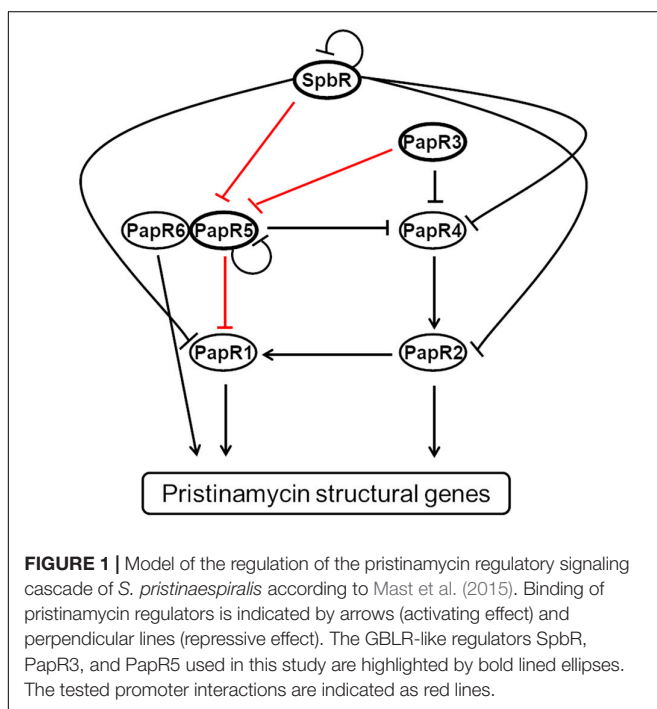 SpbR
PapR3
PapR6 PapR5
PapR4
PapR1
PapR2
Pristinamycin structural genes
FIGURE 1 | Model of the regulation of the pristinamycin regulatory signaling
cascade of S. pristinaespiralis according to Mast et al. (2015). Binding of
pristinamycin regulators is indicated by arrows (activating effect) and
perpendicular lines (repressive effect). The GBLR-like regulators SpbR,
PapR3, and PapR5 used in this study are highlighted by bold lined ellipses.
The tested promoter interactions are indicated as red lines.